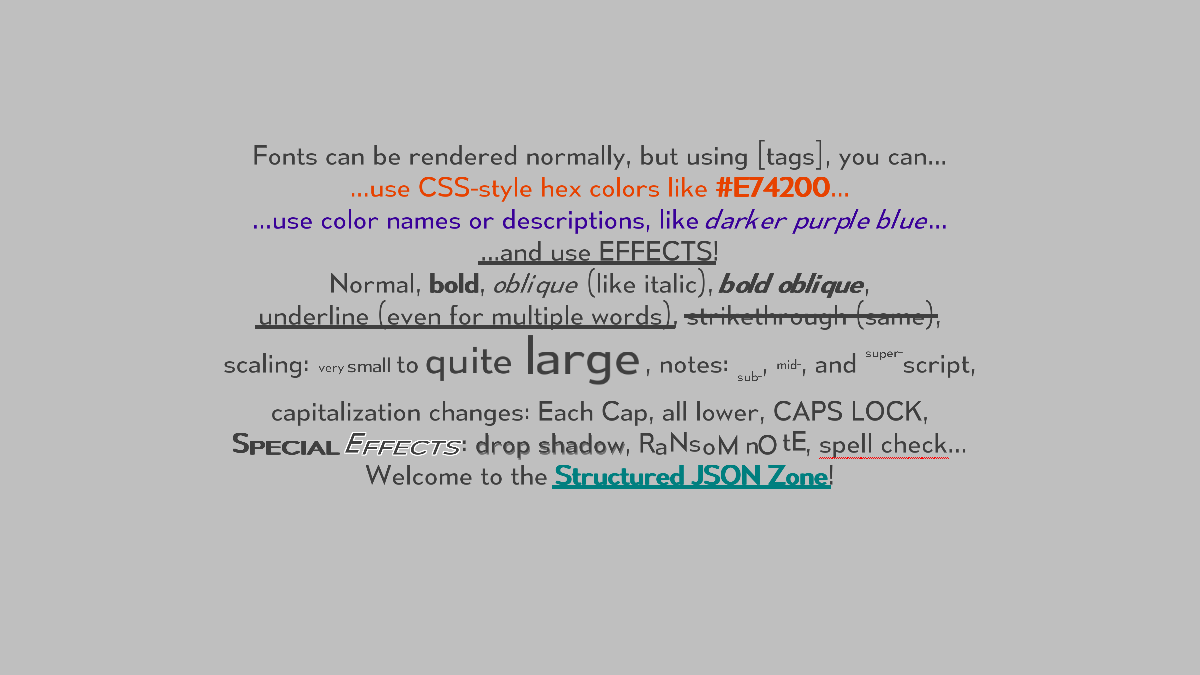 Fonts can be rendered normally, but using [tags], you can...
...use CSS-style hex colors like #E74200...
...use color names or descriptions, like darker purple blue...
...and use EFFECTS!
Normal, bold, oblique (like italic), bold oblique,
underline (even for multiple words), strikethrough (same),
scaling: very small to quite large, notes: sub-, mid-, and super-script,
capitalization changes: Each Cap, all lower, CAPS LOCK,
SPECIAL EFFECTS: drop shadow, RaNsoM nO tE, spell check...
Welcome to the Structured JSON Zone!